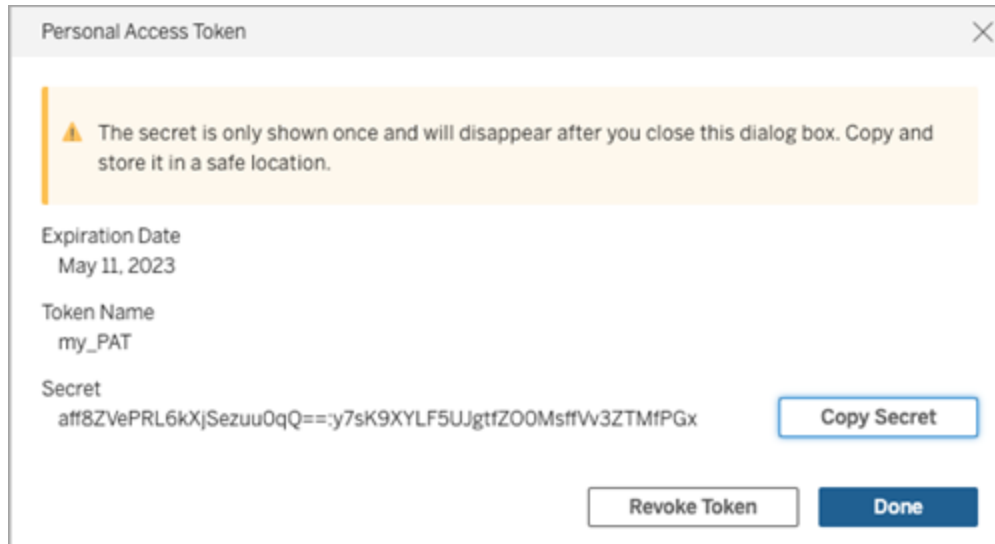 Personal Access Token
The secret is only shown once and will disappear after you close this dialog box. Copy and
store it in a safe location.
Expiration Date
May 11, 2023
Token Name
my_PAT
Secret
aff8ZVePRL6kXjSezuu0qQ==:y7sK9XYLF5UJgtfZO0MsffVv3ZTMfPGx
Copy Secret
Revoke Token
Done